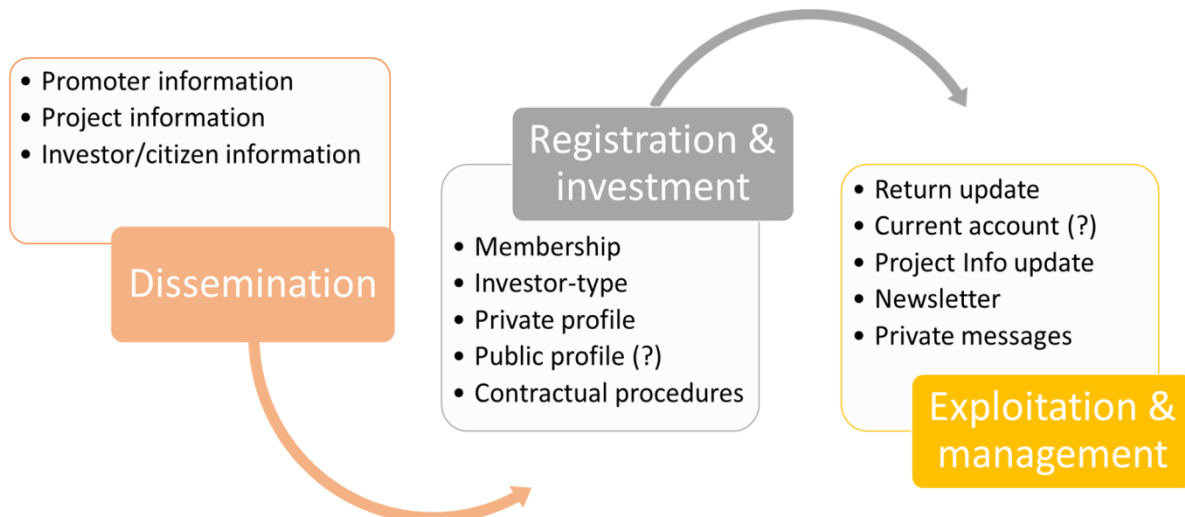 • Promoter information
• Project information
• Investor/citizen information
Dissemination
Registration &
investment
• Membership
• Investor-type
• Private profile
• Public profile (?)
• Contractual procedures
• Return update
• Current account (?)
• Project Info update
• Newsletter
• Private messages
Exploitation &
management